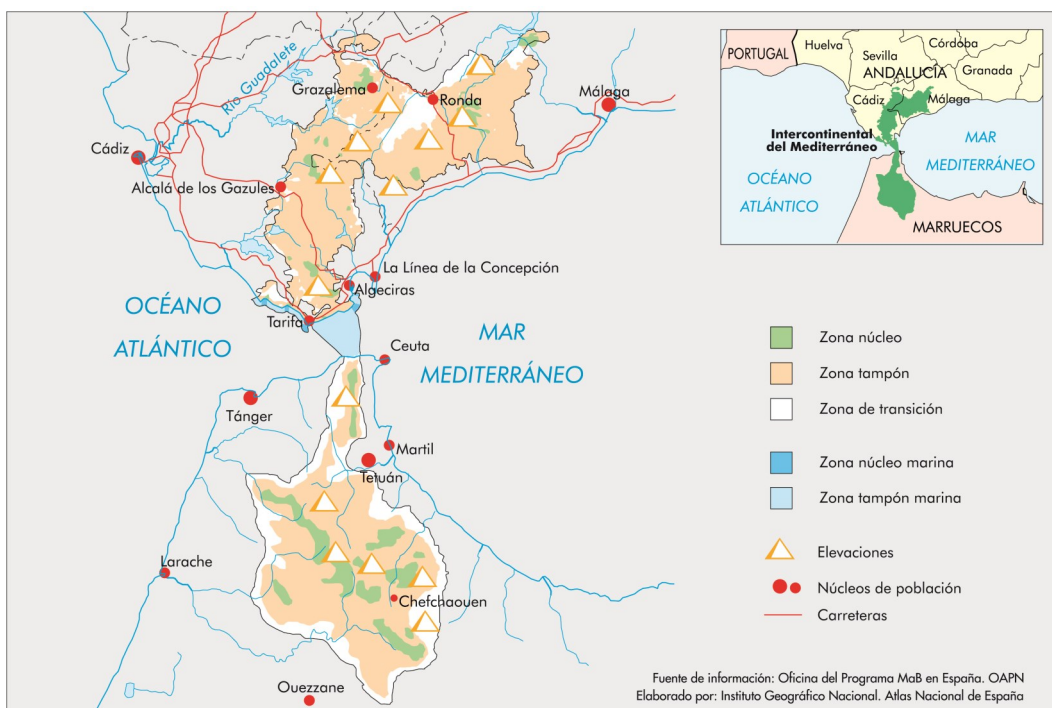 Río Guadalete
Grazalema
Ronda
Málaga
Cádiz
Alcalá de los Gazules
La Línea de la Concepción
Algeciras
OCÉANO
ATLÁNTICO
Tarifa
MAR
MEDITERRÁNEO
Ceuta
Tánger
Martil
Tetuán
Larache
Chefchaouen
Ouezzane
PORTUGAL
Huelva
Sevilla
Córdoba
ANDALUCÍA
Granada
Cádiz
Málaga
Intercontinental
del Mediterráneo
MAR
MEDITERRÁNEO
OCÉANO
ATLÁNTICO
MARRUECOS
Zona núcleo
Zona tampón
Zona de transición
Zona núcleo marina
Zona tampón marina
Elevaciones
Núcleos de población
Carreteras
Fuente de información: Oficina del Programa MaB en España. OAPN
Elaborado por: Instituto Geográfico Nacional. Atlas Nacional de España